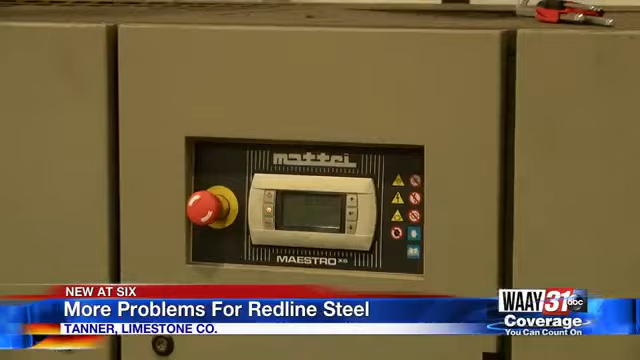 mattei
MAESTRO XS
NEW AT SIX
More Problems For Redline Steel
TANNER, LIMESTONE CO.
WAAY 31 abc
Coverage
You Can Count On